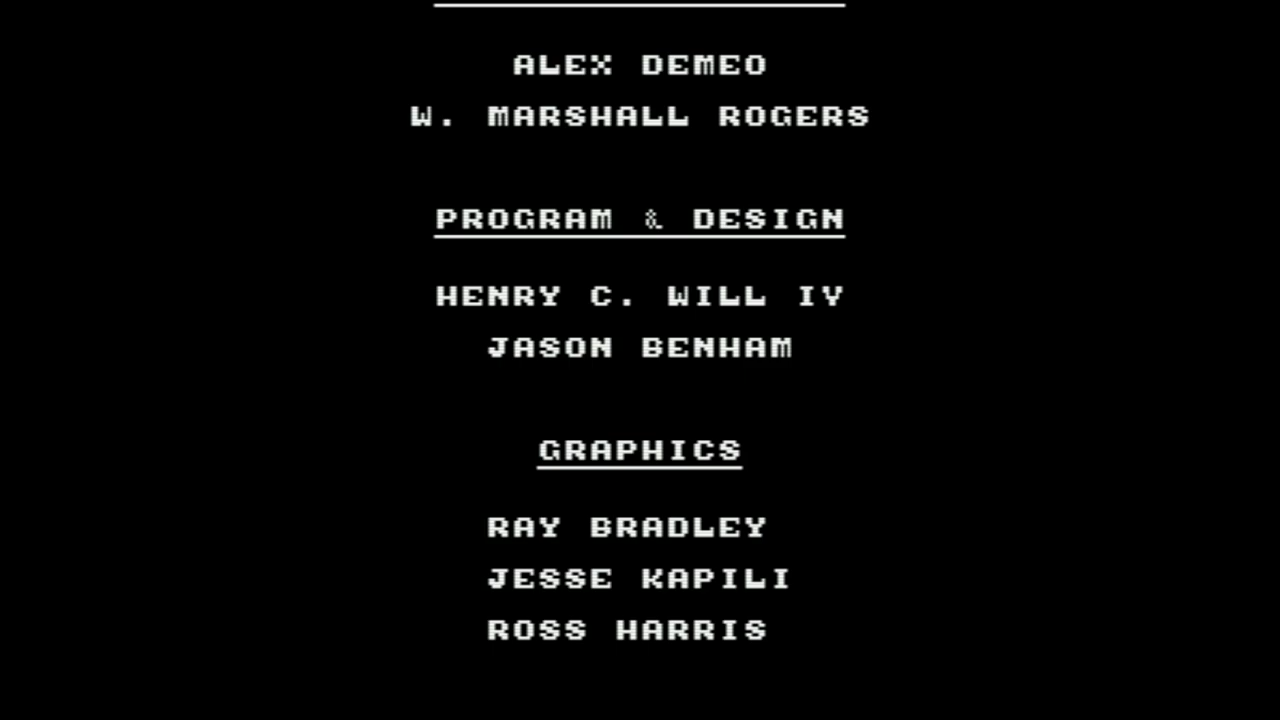 ALEX DEMEO
W. MARSHALL ROGERS
PROGRAM & DESIGN
HENRY C. WILL IV
JASON BENHAM
GRAPHICS
RAY BRADLEY
JESSE KAPILI
ROSS HARRIS